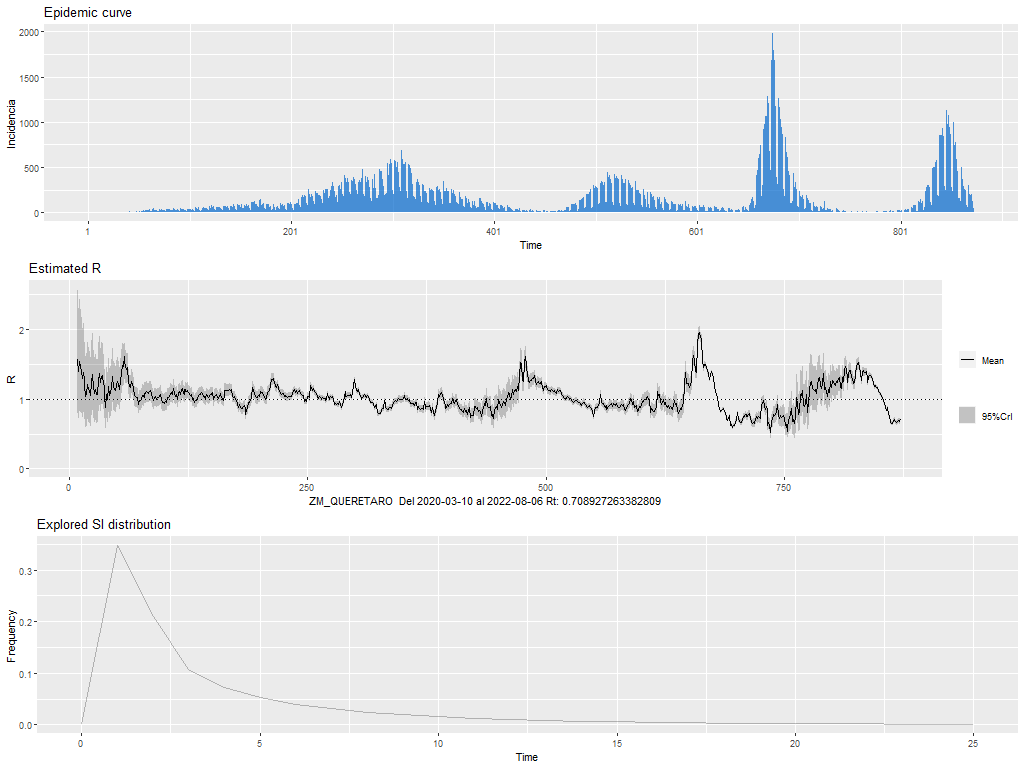 Epidemic curve
2000
1500
1000
500
0
Incidencia
1 201 401 601 801
Time
Estimated R
2
1
0
R
Mean
95%CrI
0 250 500 750
ZM_QUERETARO Del 2020-03-10 al 2022-08-06 Rt: 0.708927263382809
Explored SI distribution
0.3
0.2
0.1
0.0
Frequency
0 5 10 15 20 25
Time